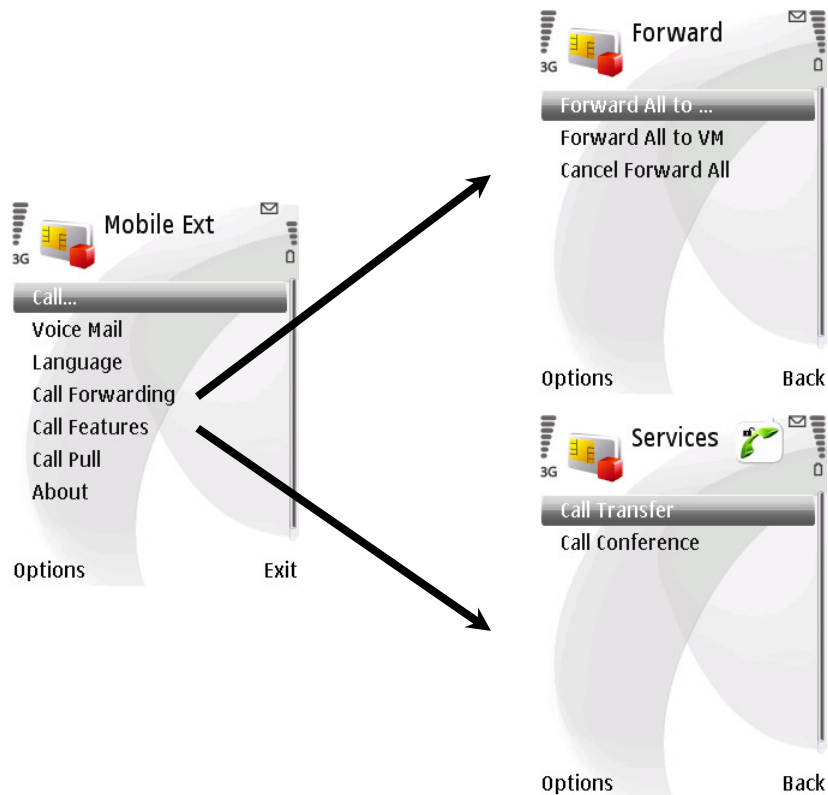 Mobile Ext
3G
Call...
Voice Mail
Language
Call Forwarding
Call Features
Call Pull
About
Options Exit
Forward
3G
Forward All to ...
Forward All to VM
Cancel Forward All
Options Back
Services
3G
Call Transfer
Call Conference
Options Back